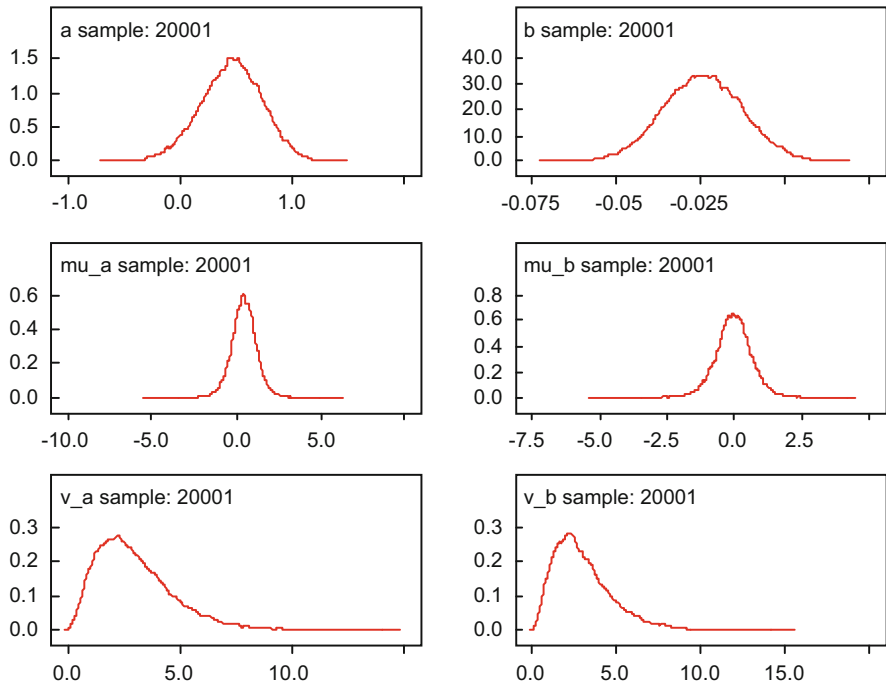 a sample: 20001
1.5
1.0
0.5
0.0
-1.0 0.0 1.0
b sample: 20001
40.0
30.0
20.0
10.0
0.0
-0.075 -0.05 -0.025
mu_a sample: 20001
0.6
0.4
0.2
0.0
-10.0 -5.0 0.0 5.0
mu_b sample: 20001
0.8
0.6
0.4
0.2
0.0
-7.5 -5.0 -2.5 0.0 2.5
v_a sample: 20001
0.3
0.2
0.1
0.0
0.0 5.0 10.0
v_b sample: 20001
0.3
0.2
0.1
0.0
0.0 5.0 10.0 15.0